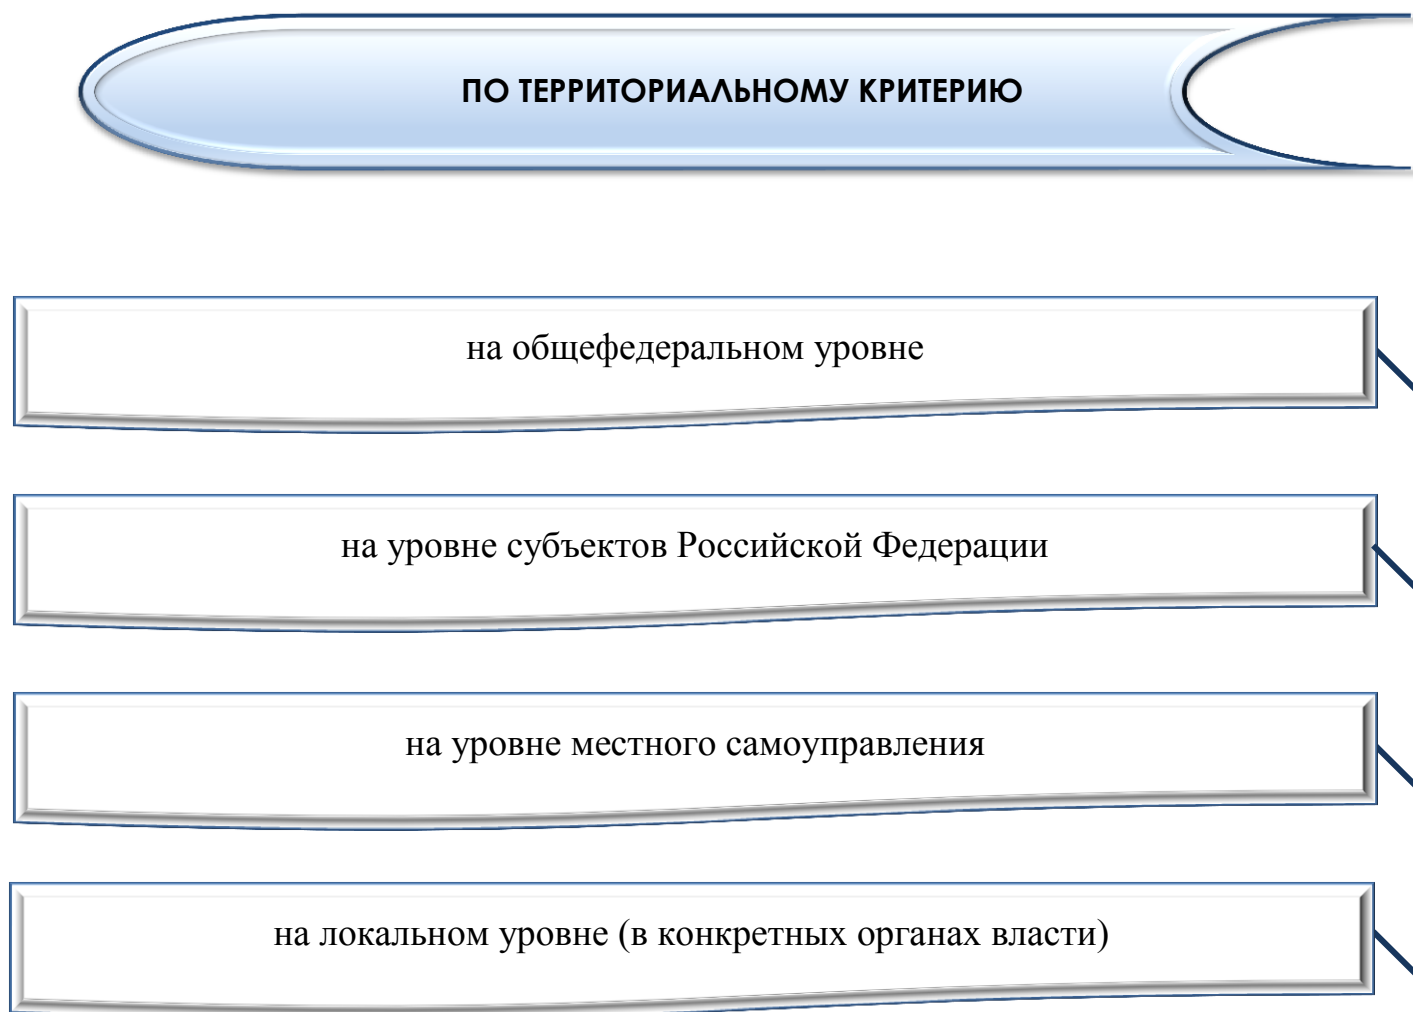 ПО ТЕРРИТОРИАЛЬНОМУ КРИТЕРИЮ
на общефедеральном уровне
на уровне субъектов Российской Федерации
на уровне местного самоуправления
на локальном уровне (в конкретных органах власти)